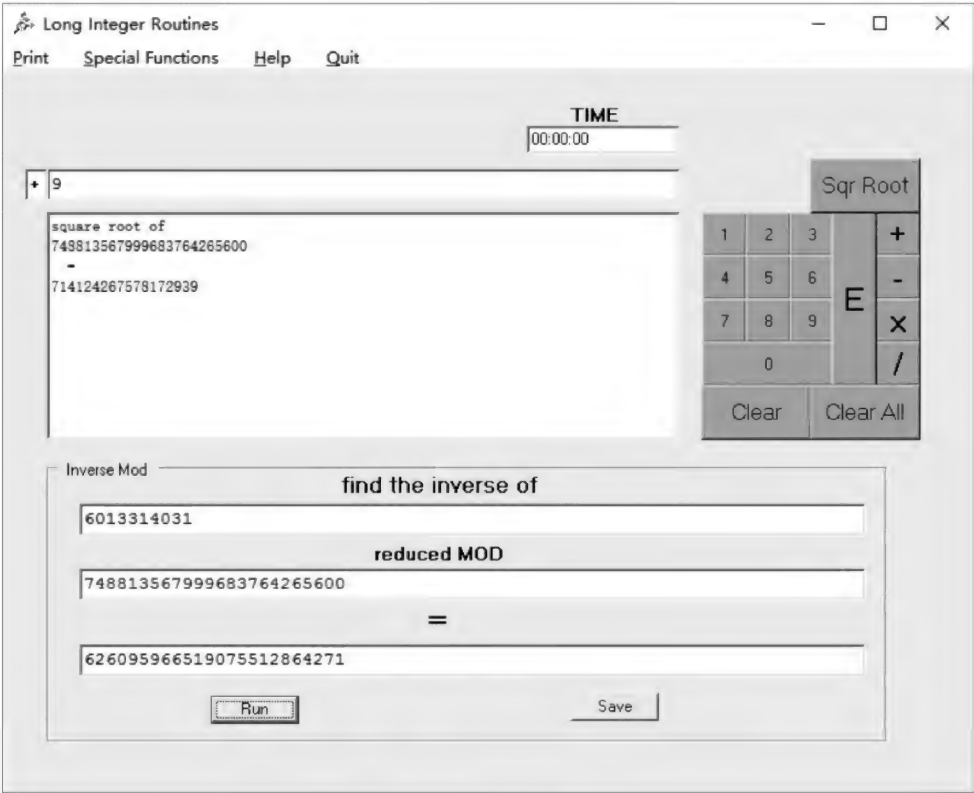 Long Integer Routines
Print Special Functions Help Quit
TIME
00:00:00
+ 9
Sqr Root
square root of
748813567999683764265600
-
714124267578172939
1 2 3 +
4 5 6 -
E
7 8 9 X
0 /
Clear Clear All
Inverse Mod
find the inverse of
6013314031
reduced MOD
748813567999683764265600
=
626095966519075512864271
Run Save